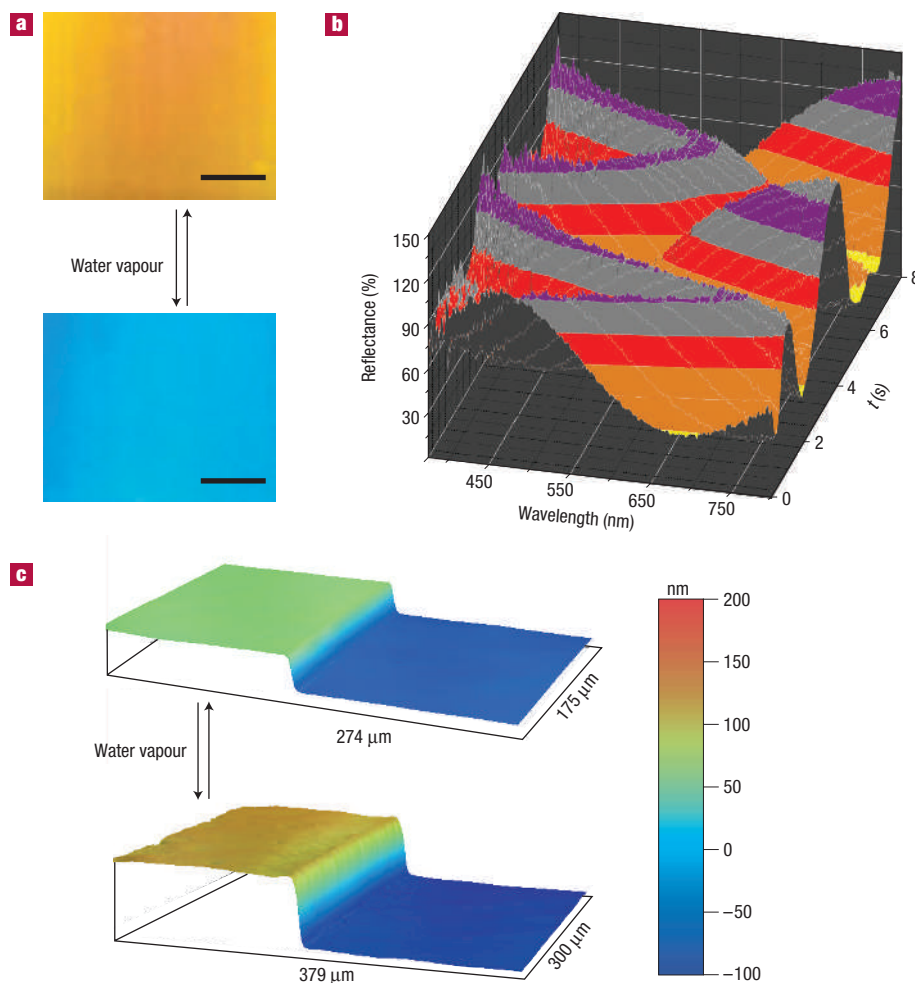 a
Water vapour
b
150
120
90
60
30
Reflectance (%)
450
550
650
750
Wavelength (nm)
0
2
4
6
8
t (s)
c
175 μm
274 μm
Water vapour
300 μm
379 μm
nm
200
150
100
50
0
−50
−100